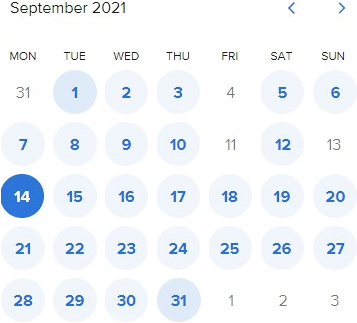 September 2021
MON TUE WED THU FRI SAT SUN
31 1 2 3 4 5 6
7 8 9 10 11 12 13
14 15 16 17 18 19 20
21 22 23 24 25 26 27
28 29 30 31 1 2 3